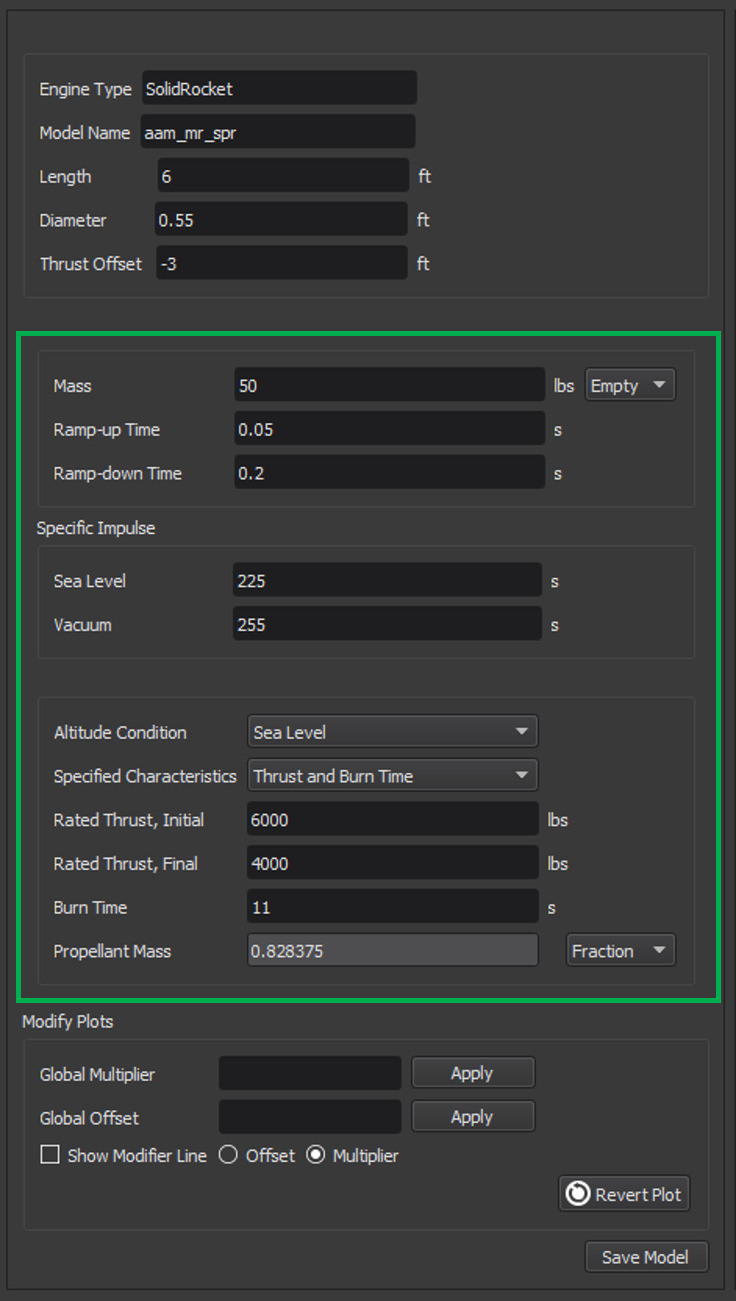 Engine Type SolidRocket
Model Name aam_mr_spr
Length 6 ft
Diameter 0.55 ft
Thrust Offset -3 ft
Mass 50 lbs Empty
Ramp-up Time 0.05 s
Ramp-down Time 0.2 s
Specific Impulse
Sea Level 225 s
Vacuum 255 s
Altitude Condition Sea Level
Specified Characteristics Thrust and Burn Time
Rated Thrust, Initial 6000 lbs
Rated Thrust, Final 4000 lbs
Burn Time 11 s
Propellant Mass 0.828375 Fraction
Modify Plots
Global Multiplier Apply
Global Offset Apply
Show Modifier Line Offset Multiplier
Revert Plot
Save Model